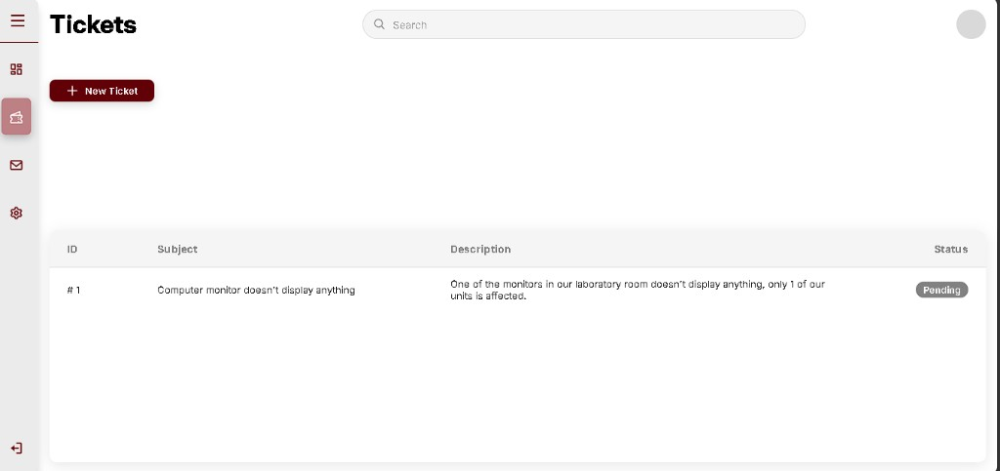 Tickets
Search
New Ticket
ID Subject Description Status
# 1 Computer monitor doesn't display anything One of the monitors in our laboratory room doesn't display anything, only 1 of our Pending
units is affected.